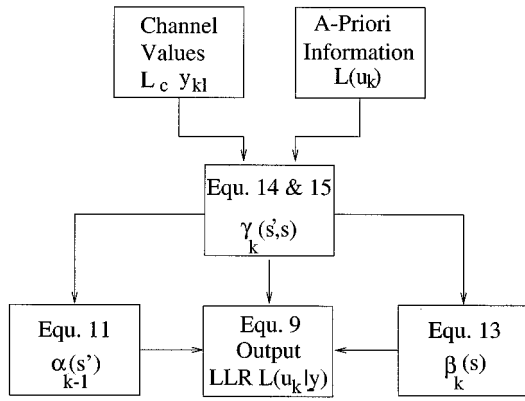 Channel
Values
L c y kl
A-Priori
Information
L(u k)
Equ. 14 & 15
γ k (s',s)
Equ. 11
α(s')
k-1
Equ. 9
Output
LLR L(u k |y)
Equ. 13
β k (s)